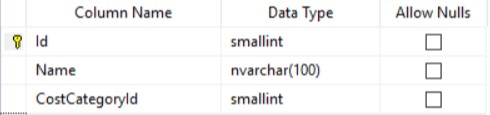 Column Name Data Type Allow Nulls
Id smallint
Name nvarchar(100)
CostCategoryId smallint